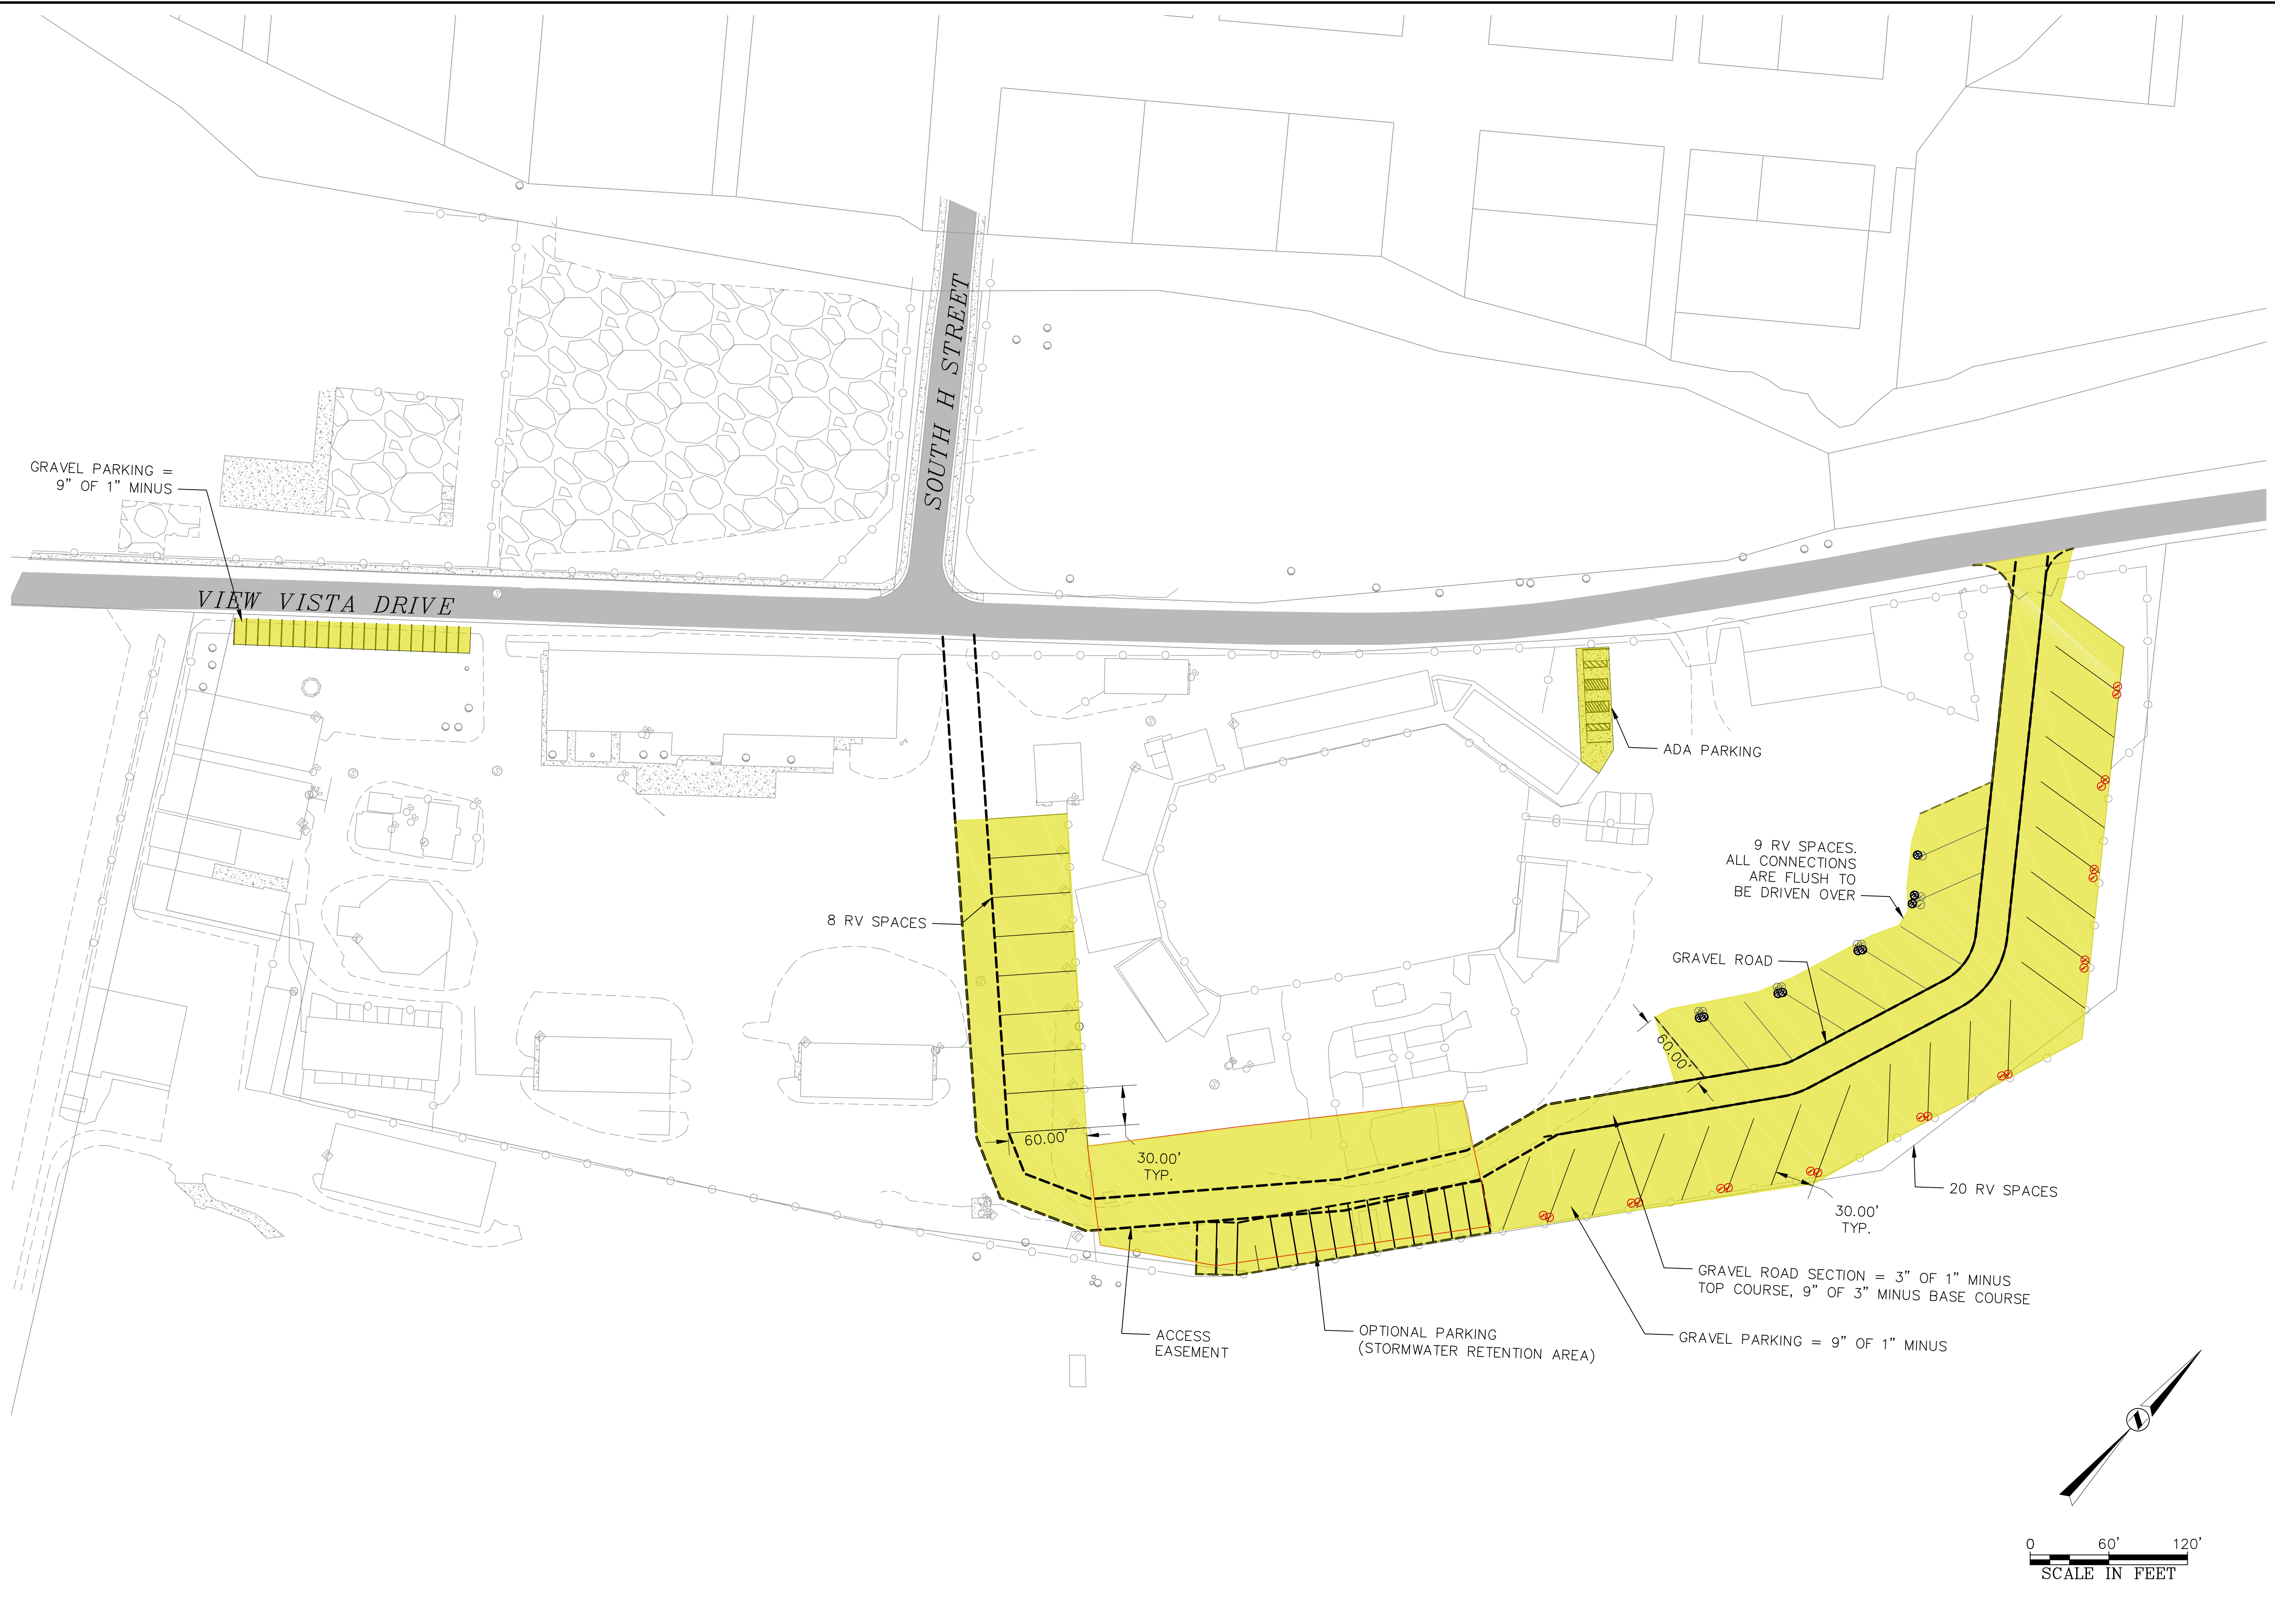 SOUTH H STREET
GRAVEL PARKING =
9” OF 1” MINUS
VIEW VISTA DRIVE
ADA PARKING
9 RV SPACES.
ALL CONNECTIONS
ARE FLUSH TO
BE DRIVEN OVER
8 RV SPACES
GRAVEL ROAD
60.00’
60.00’
30.00’
TYP.
20 RV SPACES
30.00’
TYP.
GRAVEL ROAD SECTION = 3” OF 1” MINUS
TOP COURSE, 9” OF 3” MINUS BASE COURSE
ACCESS
EASEMENT
OPTIONAL PARKING
(STORMWATER RETENTION AREA)
GRAVEL PARKING = 9” OF 1” MINUS
0 60’ 120’
SCALE IN FEET